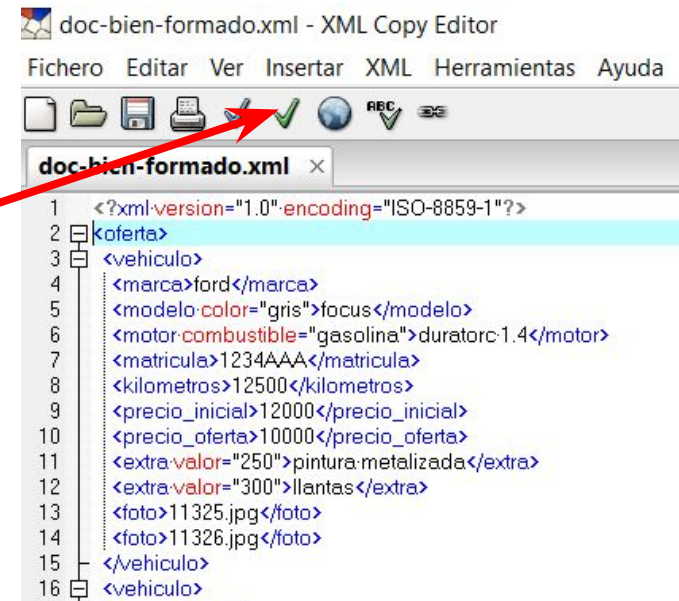 doc-bien-formado.xml - XML Copy Editor
Fichero Editar Ver Insertar XML Herramientas Ayuda
ABC
doc-bien-formado.xml ×
1 <?xml·version="1.0"·encoding="ISO-8859-1"?>
2 <oferta>
3 <vehiculo>
4 <marca>ford</marca>
5 <modelo·color="gris">focus</modelo>
6 <motor·combustible="gasolina">duratorc·1.4</motor>
7 <matricula>1234AAA</matricula>
8 <kilometros>12500</kilometros>
9 <precio_inicial>12000</precio_inicial>
10 <precio_oferta>10000</precio_oferta>
11 <extra·valor="250">pintura·metalizada</extra>
12 <extra·valor="300">llantas</extra>
13 <foto>11325.jpg</foto>
14 <foto>11326.jpg</foto>
15 </vehiculo>
16 <vehiculo>